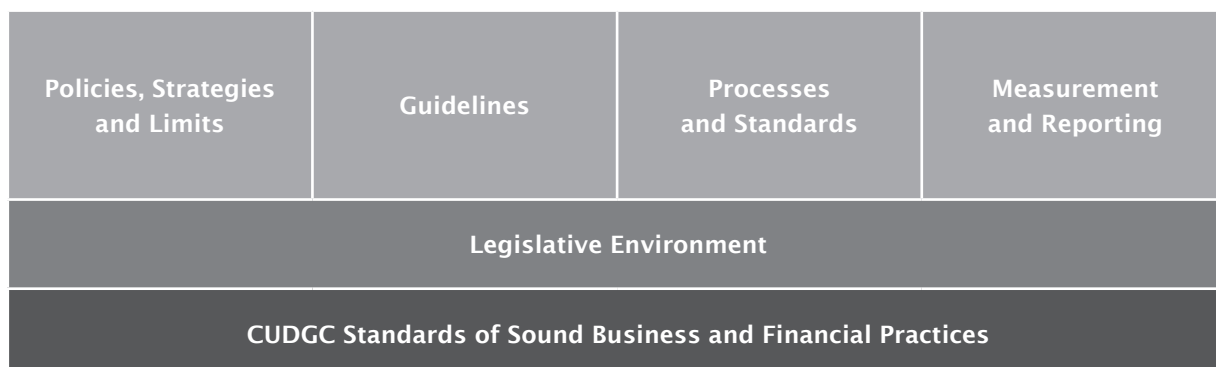 Policies, Strategies
and Limits
Guidelines
Processes
and Standards
Measurement
and Reporting
Legislative Environment
CUDGC Standards of Sound Business and Financial Practices